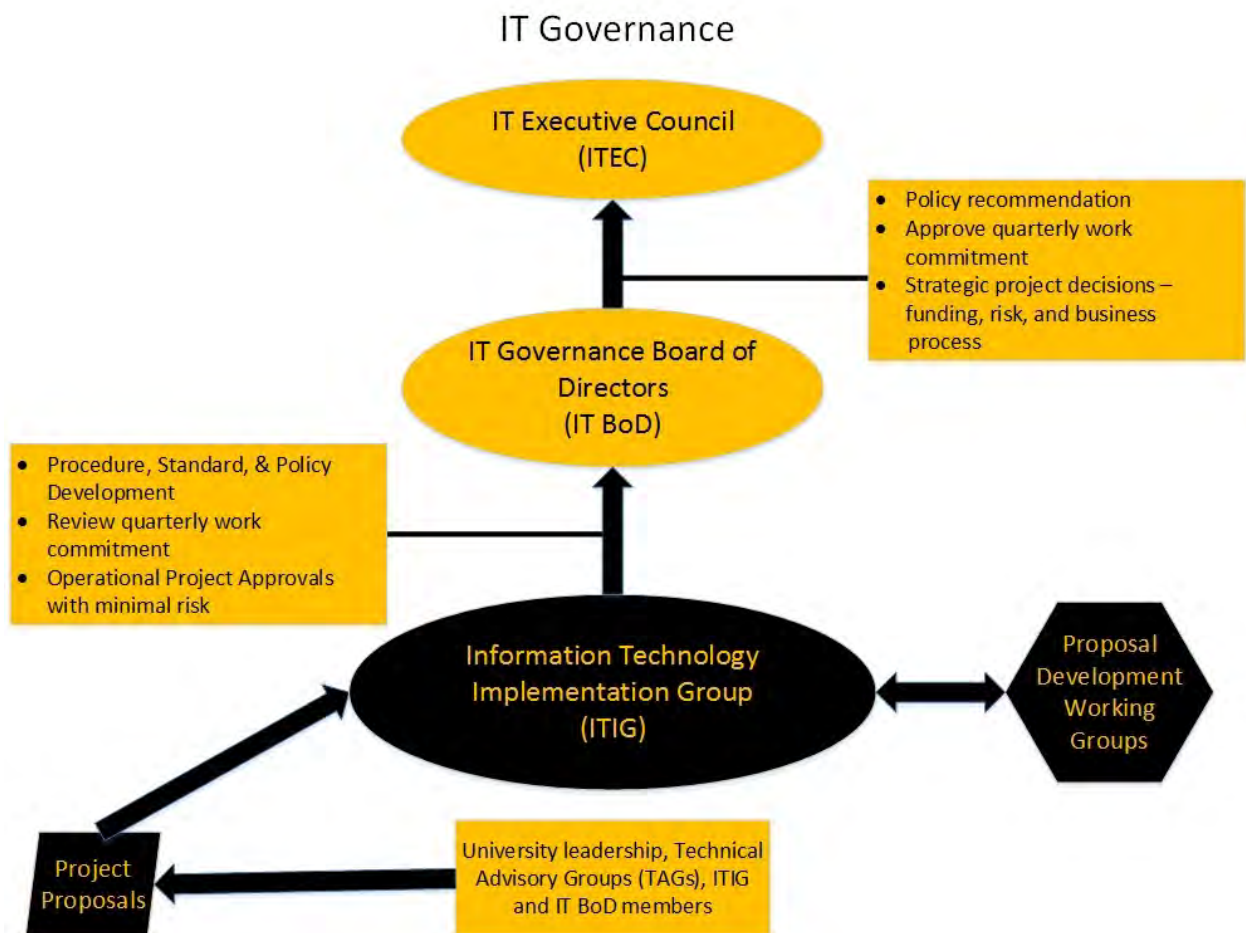 IT Governance
IT Executive Council
(ITEC)
• Policy recommendation
• Approve quarterly work
commitment
• Strategic project decisions –
funding, risk, and business
process
IT Governance Board of
Directors
(IT BoD)
• Procedure, Standard, & Policy
Development
• Review quarterly work
commitment
• Operational Project Approvals
with minimal risk
Information Technology
Implementation Group
(ITIG)
Proposal
Development
Working
Groups
Project
Proposals
University leadership, Technical
Advisory Groups (TAGs), ITIG
and IT BoD members